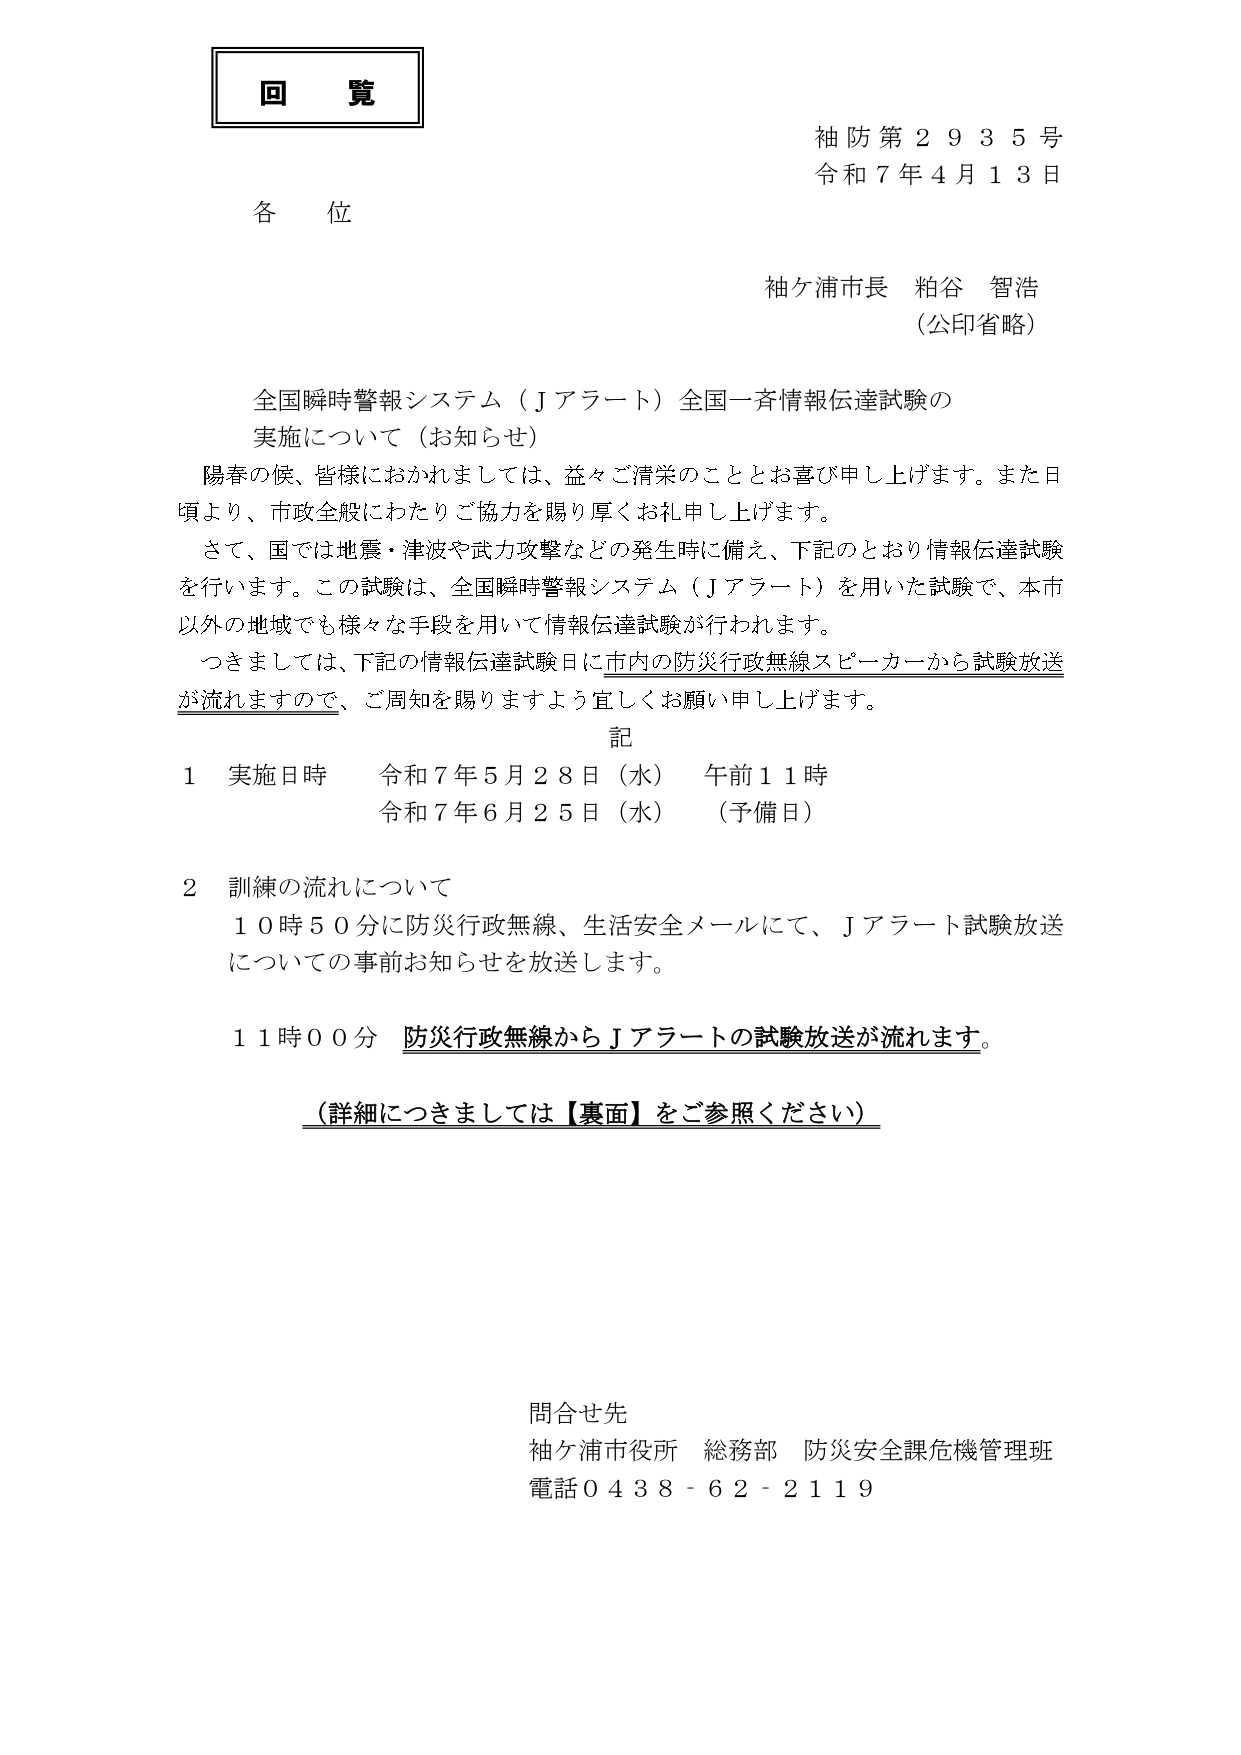 回　　覧
袖防第２９３５号
令和７年４月１３日
各　　位
袖ケ浦市長　粕谷　智浩
（公印省略）
全国瞬時警報システム（Ｊアラート）全国一斉情報伝達試験の
実施について（お知らせ）
陽春の候、皆様におかれましては、益々ご清栄のこととお喜び申し上げます。また日
頃より、市政全般にわたりご協力を賜り厚くお礼申し上げます。
さて、国では地震・津波や武力攻撃などの発生時に備え、下記のとおり情報伝達試験
を行います。この試験は、全国瞬時警報システム（Ｊアラート）を用いた試験で、本市
以外の地域でも様々な手段を用いて情報伝達試験が行われます。
つきましては、下記の情報伝達試験日に市内の防災行政無線スピーカーから試験放送
が流れますので、ご周知を賜りますよう宜しくお願い申し上げます。
記
１　実施日時　　令和７年５月２８日（水）　午前１１時
令和７年６月２５日（水）　（予備日）
２　訓練の流れについて
１０時５０分に防災行政無線、生活安全メールにて、Ｊアラート試験放送
についての事前お知らせを放送します。
１１時００分　防災行政無線からＪアラートの試験放送が流れます。
（詳細につきましては【裏面】をご参照ください）
問合せ先
袖ケ浦市役所　総務部　防災安全課危機管理班
電話０４３８‐６２‐２１１９